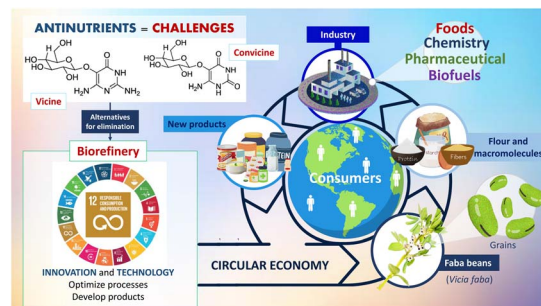 ANTINUTRIENTS = CHALLENGES
Vicine
Convicine
Alternatives
for elimination
Biorefinery
12 RESPONSIBLE
CONSUMPTION
AND PRODUCTION
INNOVATION and TECHNOLOGY
Optimize processes
Develop products
Industry
Foods
Chemistry
Pharmaceutical
Biofuels
New products
Consumers
Protein
Fibers
Flour and
macromolecules
Grains
Faba beans
(Vicia faba)
CIRCULAR ECONOMY